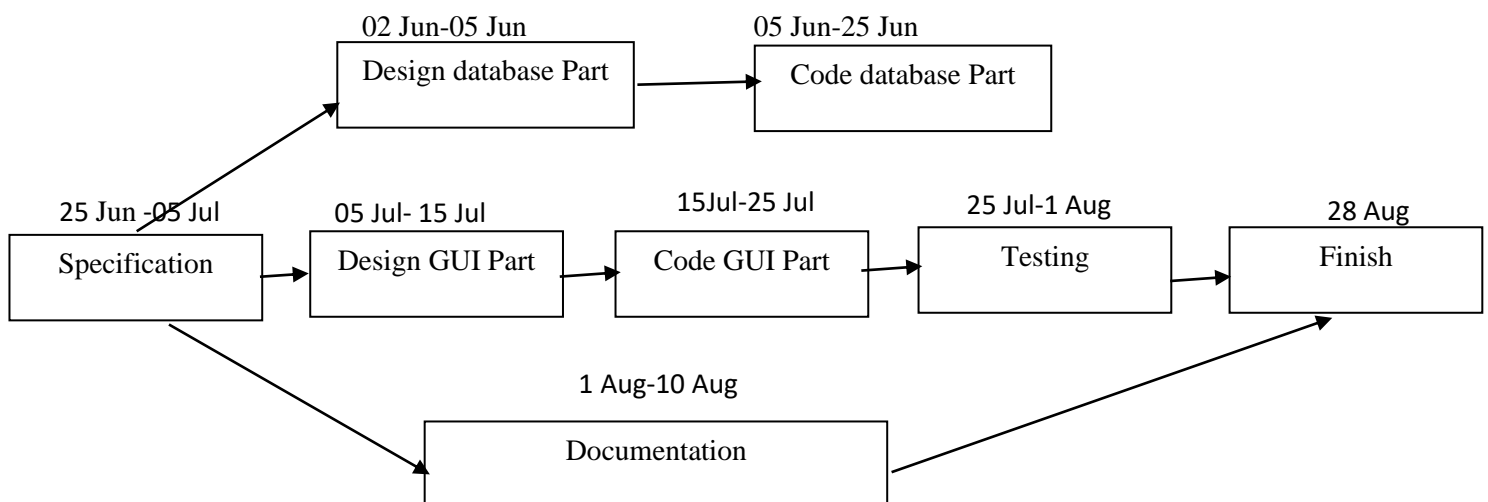 02 Jun-05 Jun
05 Jun-25 Jun
Design database Part
Code database Part
25 Jun -05 Jul
05 Jul- 15 Jul
15Jul-25 Jul
25 Jul-1 Aug
28 Aug
Specification
Design GUI Part
Code GUI Part
Testing
Finish
1 Aug-10 Aug
Documentation